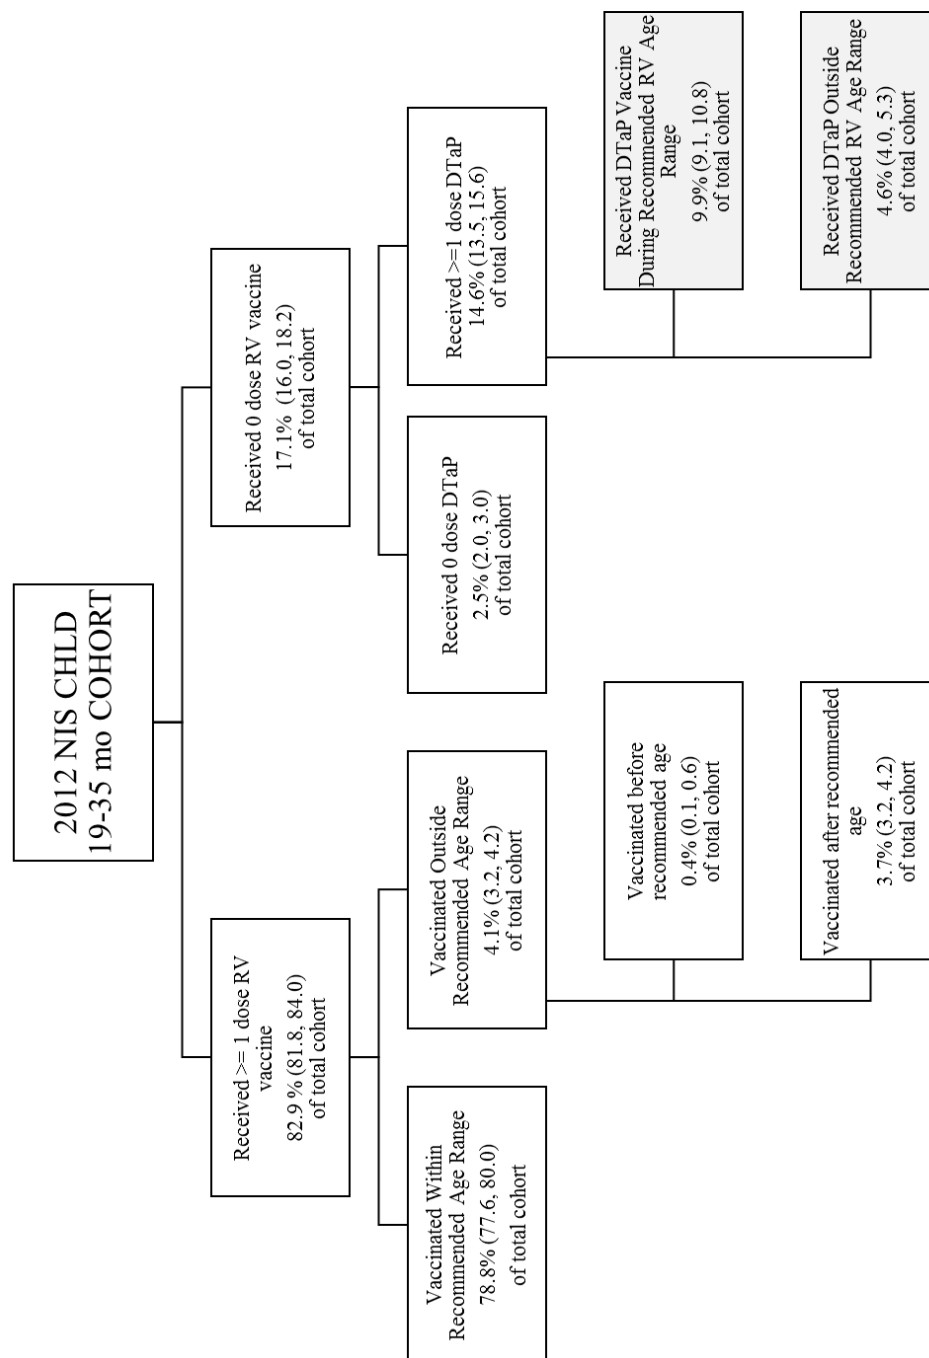 2012 NIS CHLD
19-35 mo COHORT
Received >= 1 dose RV
vaccine
82.9 % (81.8, 84.0)
of total cohort
Received 0 dose RV vaccine
17.1% (16.0, 18.2)
of total cohort
Vaccinated Within
Recommended Age Range
78.8% (77.6, 80.0)
of total cohort
Vaccinated Outside
Recommended Age Range
4.1% (3.2, 4.2)
of total cohort
Received 0 dose DTaP
2.5% (2.0, 3.0)
of total cohort
Received >=1 dose DTaP
14.6% (13.5, 15.6)
of total cohort
Vaccinated before
recommended age
0.4% (0.1, 0.6)
of total cohort
Received DTaP Vaccine
During Recommended RV Age
Range
9.9% (9.1, 10.8)
of total cohort
Vaccinated after recommended
age
3.7% (3.2, 4.2)
of total cohort
Received DTaP Outside
Recommended RV Age Range
4.6% (4.0, 5.3)
of total cohort